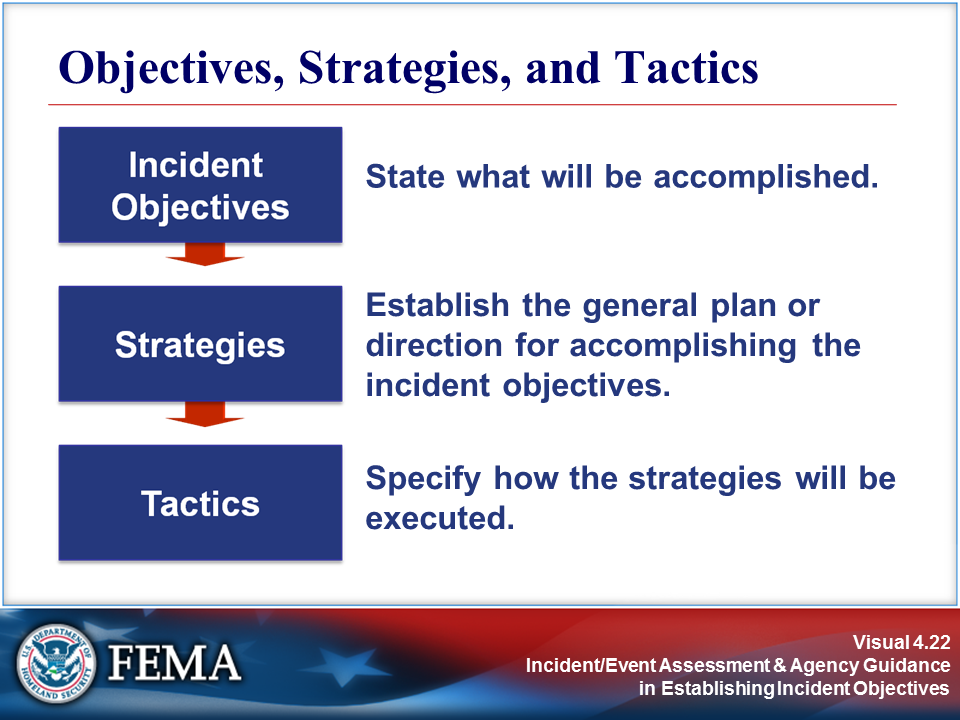 Objectives, Strategies, and Tactics
Incident
Objectives
State what will be accomplished.
Strategies
Establish the general plan or
direction for accomplishing the
incident objectives.
Tactics
Specify how the strategies will be
executed.
U.S. DEPARTMENT OF
HOMELAND SECURITY
FEMA
Visual 4.22
Incident/Event Assessment & Agency Guidance
in Establishing Incident Objectives